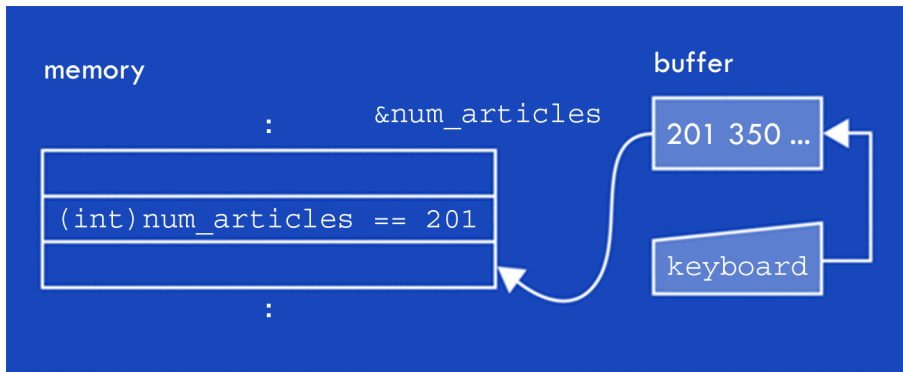 memory
buffer
:
&num_articles
201 350 ...
(int)num_articles == 201
keyboard
: